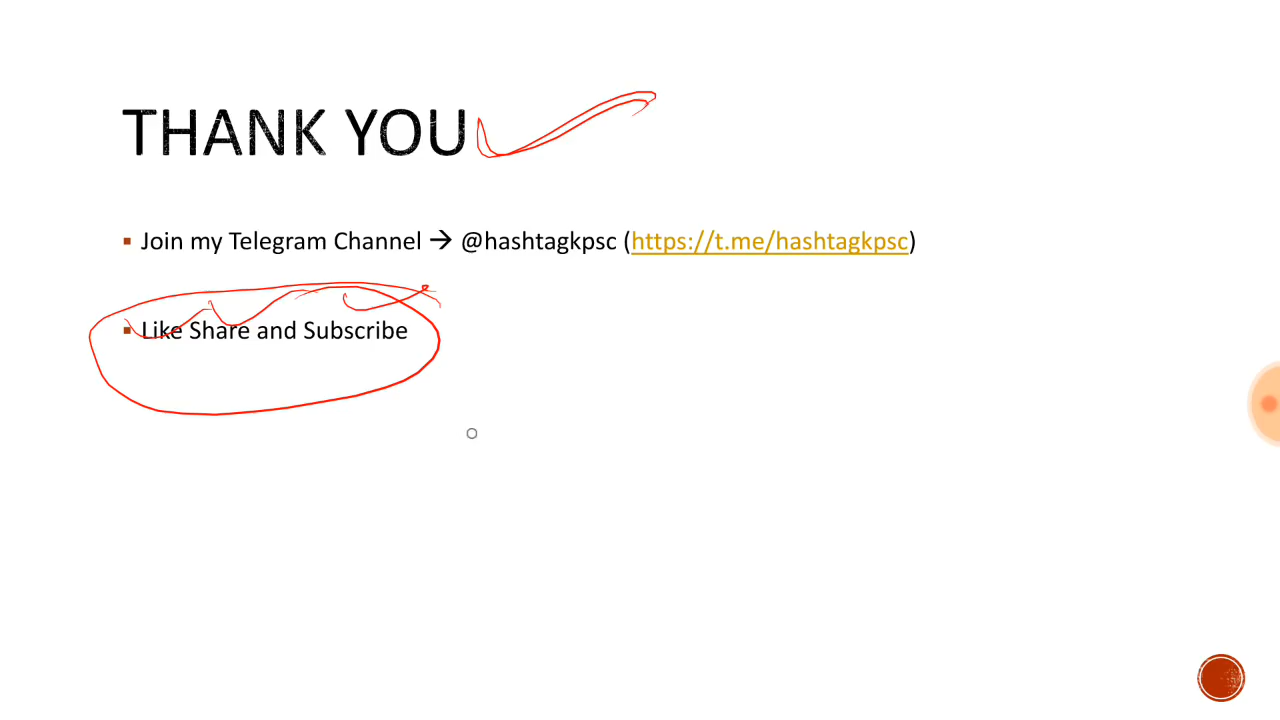 THANK YOU
Join my Telegram Channel → @hashtagkpsc (https://t.me/hashtagkpsc)
Like Share and Subscribe